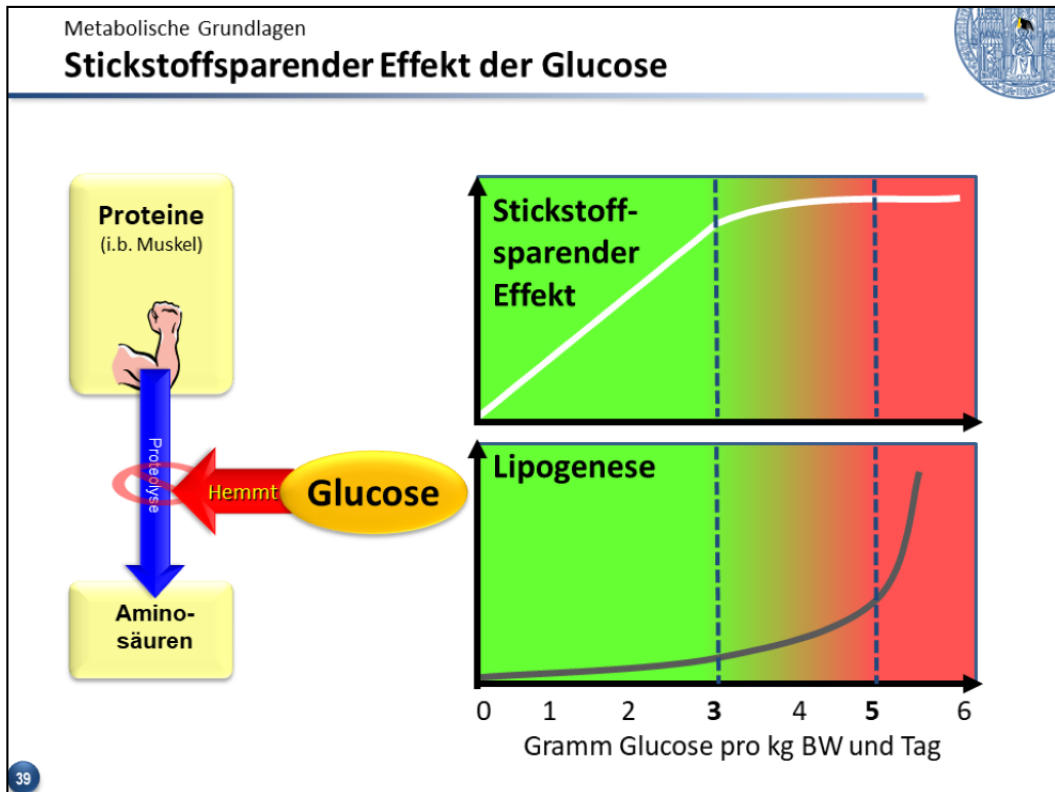 Metabolische Grundlagen
Stickstoffsparender Effekt der Glucose
Proteine
(i.b. Muskel)
Proteolyse
Hemmt
Glucose
Amino-
säuren
Stickstoff-
sparender
Effekt
Lipogenese
0 1 2 3 4 5 6
Gramm Glucose pro kg BW und Tag
39